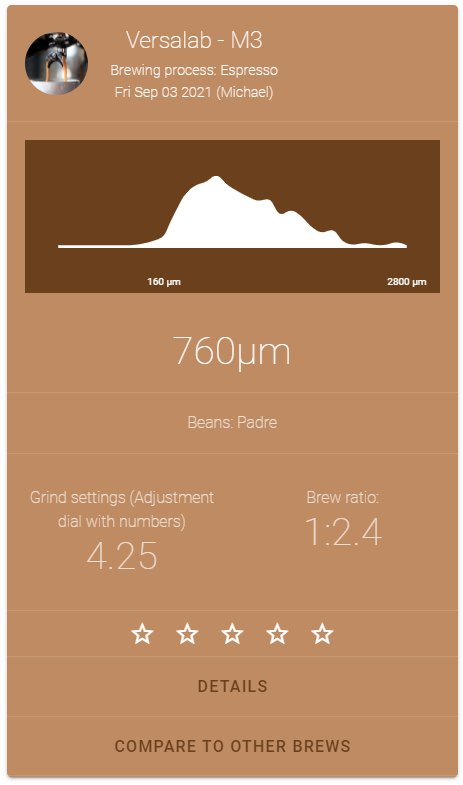 Versalab - M3
Brewing process: Espresso
Fri Sep 03 2021 (Michael)
160 µm
2800 µm
760µm
Beans: Padre
Grind settings (Adjustment
dial with numbers)
4.25
Brew ratio:
1:2.4
DETAILS
COMPARE TO OTHER BREWS